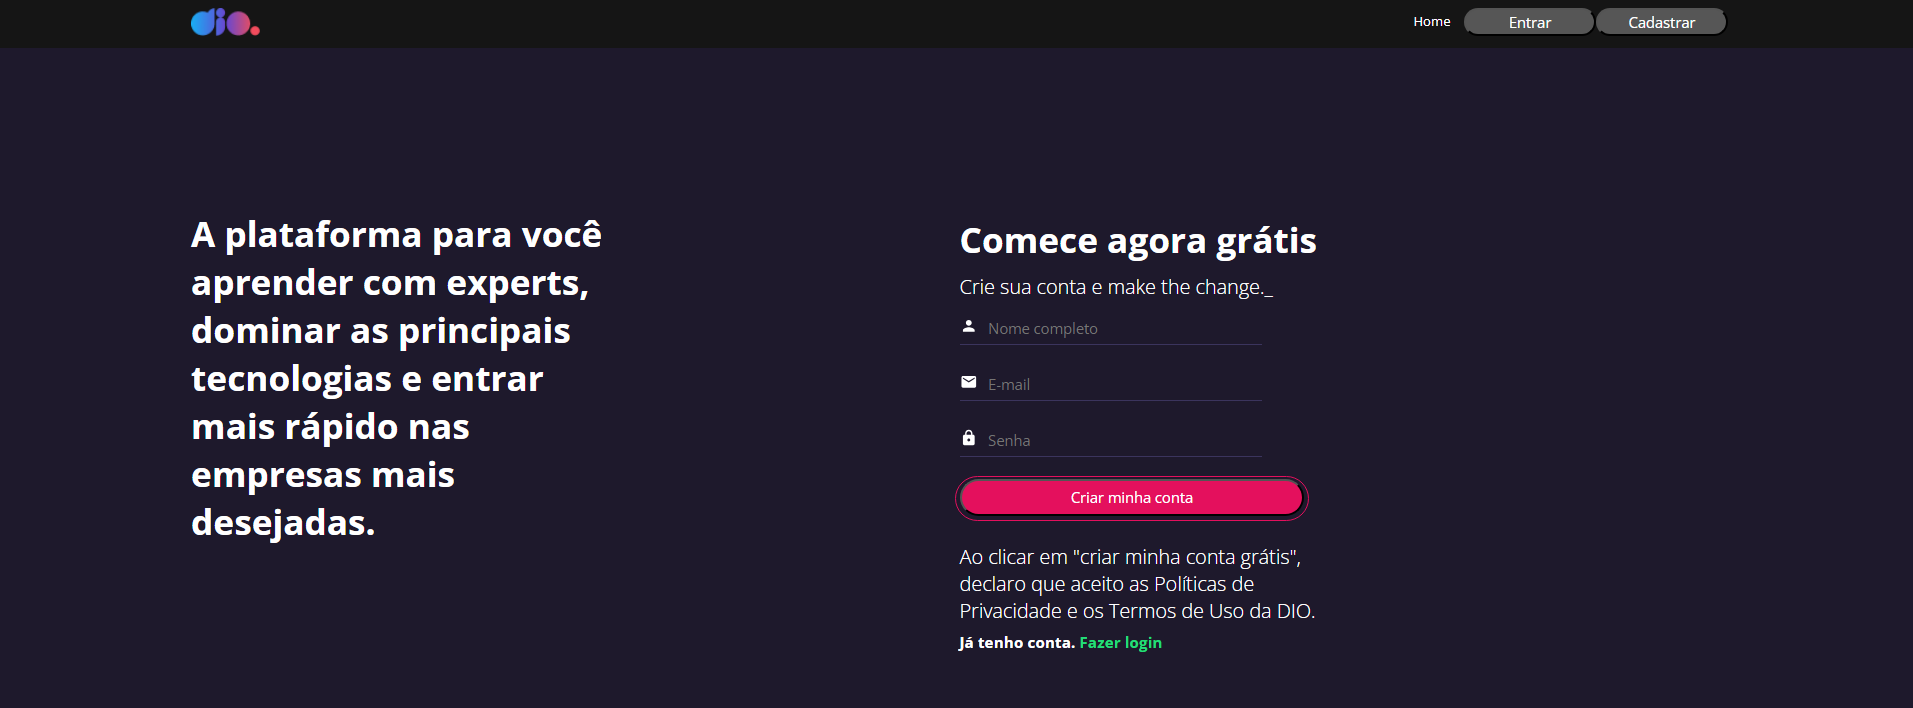 dio.
Home
Entrar
Cadastrar
A plataforma para você
aprender com experts,
dominar as principais
tecnologias e entrar
mais rápido nas
empresas mais
desejadas.
Comece agora grátis
Crie sua conta e make the change._
Nome completo
E-mail
Senha
Criar minha conta
Ao clicar em "criar minha conta grátis",
declaro que aceito as Políticas de
Privacidade e os Termos de Uso da DIO.
Já tenho conta. Fazer login